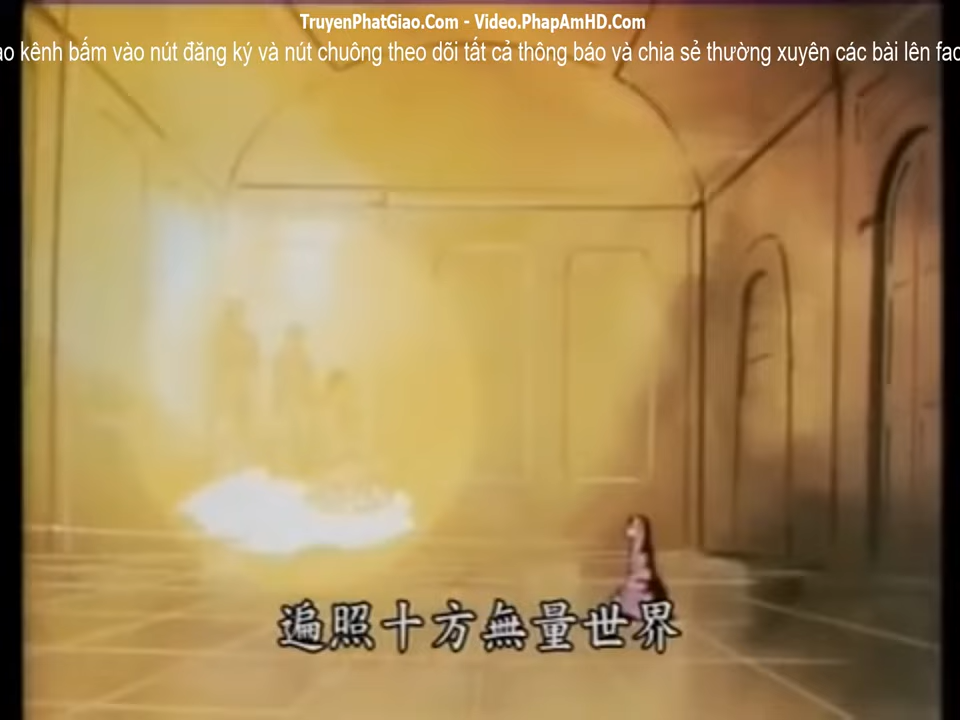 TruyenPhatGiao.Com - Video.PhapAmHD.Com
kênh bấm vào nút đăng ký và nút chuông theo dõi tất cả thông báo và chia sẻ thường xuyên các bài lên
遍照十方無量世界